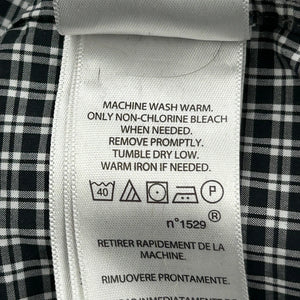 MACHINE WASH WARM.
ONLY NON-CHLORINE BLEACH
WHEN NEEDED.
REMOVE PROMPTLY.
TUMBLE DRY LOW.
WARM IRON IF NEEDED.
40 P
®
n°1529
RETIRER RAPIDEMENT DE LA
MACHINE.
RIMUOVERE PRONTAMENTE.